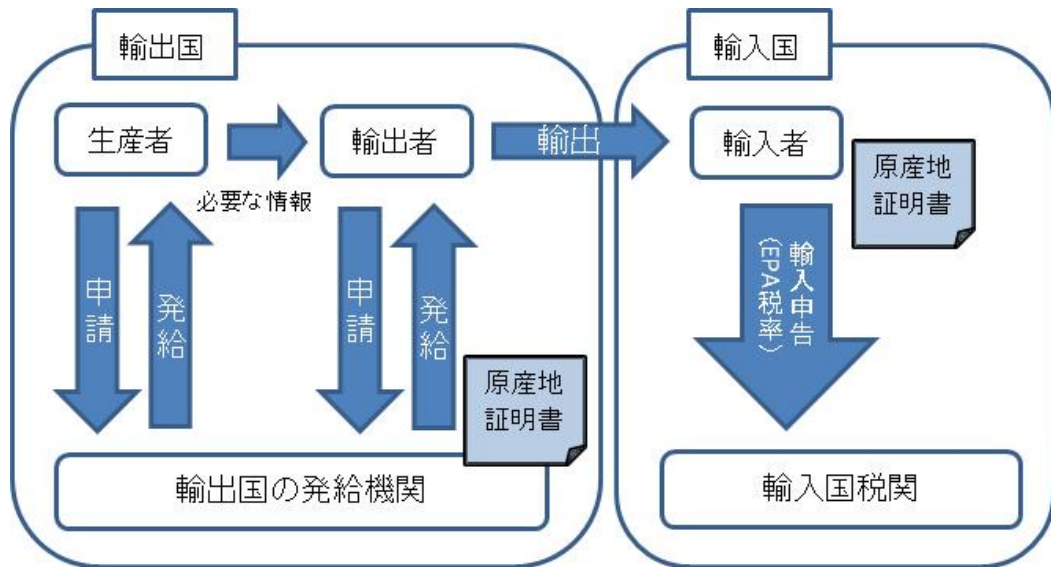 輸出国
輸入国
生産者
輸出者
輸出
輸入者
原産地
証明書
必要な情報
申請
発給
申請
発給
輸入申告
(EPA税率)
原産地
証明書
輸出国の発給機関
輸入国税関